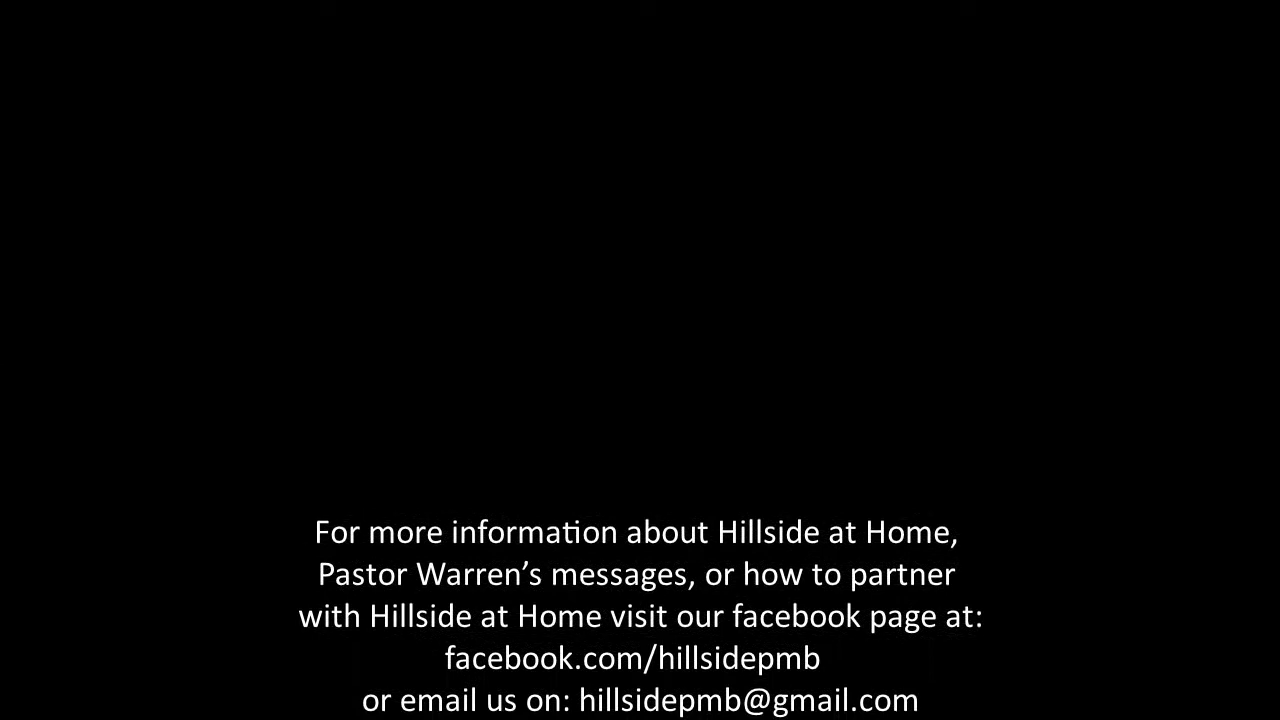 For more information about Hillside at Home,
Pastor Warren’s messages, or how to partner
with Hillside at Home visit our facebook page at:
facebook.com/hillsidepmb
or email us on: hillsidepmb@gmail.com